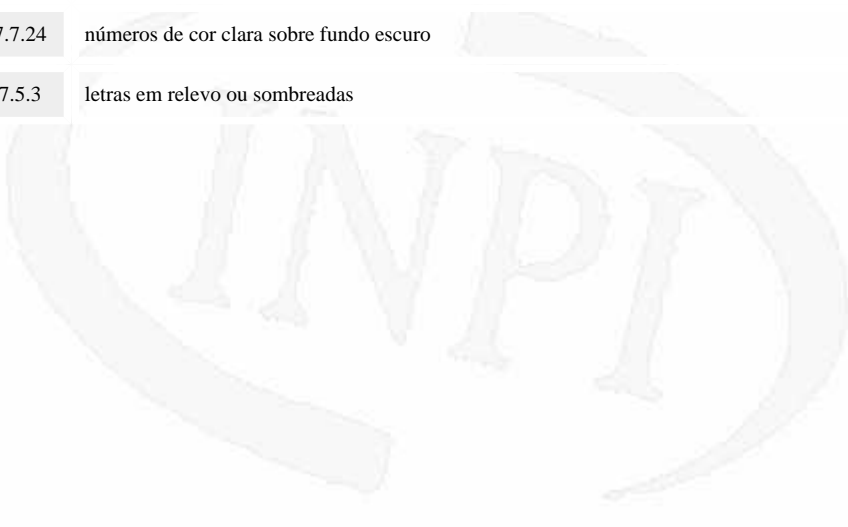 7.7.24 números de cor clara sobre fundo escuro
7.5.3 letras em relevo ou sombreadas
INPI